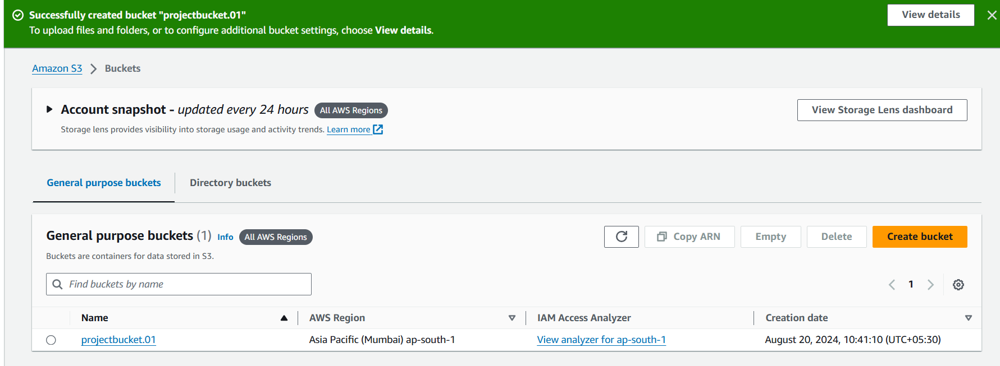 Successfully created bucket "projectbucket.01"
View details
To upload files and folders, or to configure additional bucket settings, choose View details.
Amazon S3 Buckets
Account snapshot - updated every 24 hours All AWS Regions
View Storage Lens dashboard
Storage lens provides visibility into storage usage and activity trends. Learn more
General purpose buckets Directory buckets
General purpose buckets (1) Info All AWS Regions
Copy ARN Empty Delete Create bucket
Buckets are containers for data stored in S3.
Find buckets by name
1
Name AWS Region IAM Access Analyzer Creation date
projectbucket.01 Asia Pacific (Mumbai) ap-south-1 View analyzer for ap-south-1 August 20, 2024, 10:41:10 (UTC+05:30)